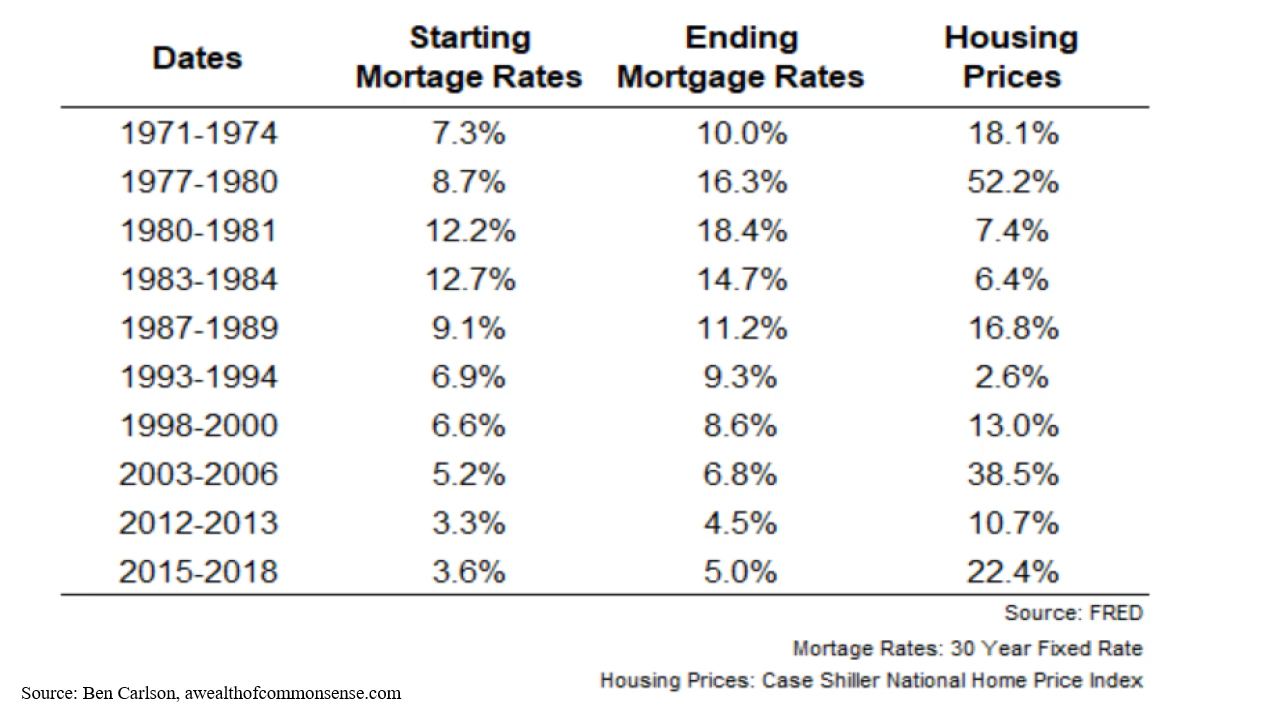 Dates Starting Mortage Rates Ending Mortgage Rates Housing Prices
1971-1974 7.3% 10.0% 18.1%
1977-1980 8.7% 16.3% 52.2%
1980-1981 12.2% 18.4% 7.4%
1983-1984 12.7% 14.7% 6.4%
1987-1989 9.1% 11.2% 16.8%
1993-1994 6.9% 9.3% 2.6%
1998-2000 6.6% 8.6% 13.0%
2003-2006 5.2% 6.8% 38.5%
2012-2013 3.3% 4.5% 10.7%
2015-2018 3.6% 5.0% 22.4%
Source: FRED
Mortage Rates: 30 Year Fixed Rate
Housing Prices: Case Shiller National Home Price Index
Source: Ben Carlson, awealthofcommonsense.com